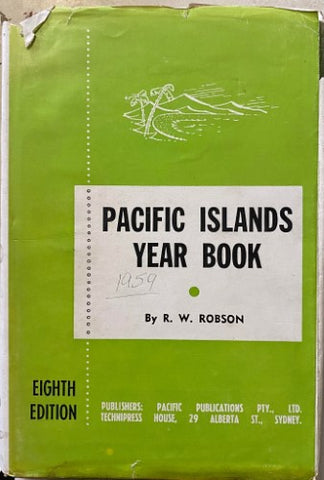 PACIFIC ISLANDS
YEAR BOOK
1959
By R. W. ROBSON
EIGHTH
EDITION
PUBLISHERS: PACIFIC PUBLICATIONS PTY., LTD.
TECHNIPRESS HOUSE, 29 ALBERTA ST., SYDNEY.